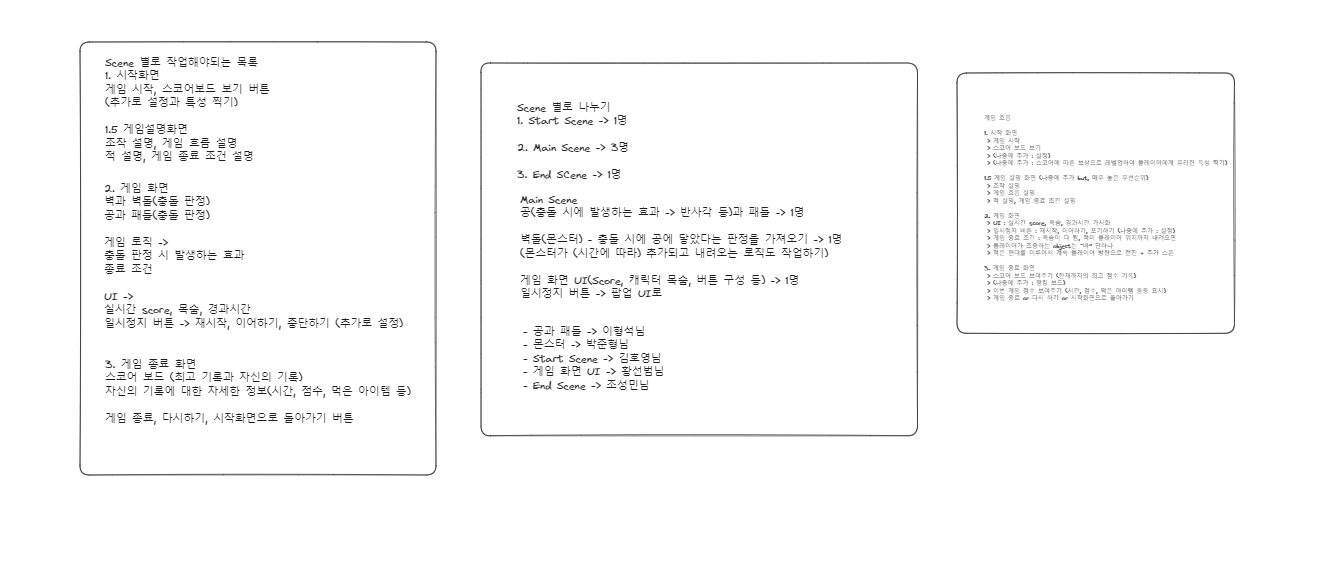 Scene 별로 작업해야되는 목록
1. 시작화면
게임 시작, 스코어보드 보기 버튼
(추가로 설정과 특성 찍기)
1.5 게임설명화면
조작 설명, 게임 흐름 설명
적 설명, 게임 종료 조건 설명
2. 게임 화면
벽과 벽돌(충돌 판정)
공과 패들(충돌 판정)
게임 로직 ->
충돌 판정 시 발생하는 효과
종료 조건
UI ->
실시간 score, 목숨, 경과시간
일시정지 버튼 -> 재시작, 이어하기, 중단하기 (추가로 설정)
3. 게임 종료 화면
스코어 보드 (최고 기록과 자신의 기록)
자신의 기록에 대한 자세한 정보(시간, 점수, 먹은 아이템 등)
게임 종료, 다시하기, 시작화면으로 돌아가기 버튼
Scene 별로 나누기
1. Start Scene -> 1명
2. Main Scene -> 3명
3. End SCene -> 1명
Main Scene
공(충돌 시에 발생하는 효과 -> 반사각 등)과 패들 -> 1명
벽돌(몬스터) - 충돌 시에 공에 닿았다는 판정을 가져오기 -> 1명
(몬스터가 (시간에 따라) 추가되고 내려오는 로직도 작업하기)
게임 화면 UI(Score, 캐릭터 목숨, 버튼 구성 등) -> 1명
일시정지 버튼 -> 팝업 UI로
- 공과 패들 -> 이형석님
- 몬스터 -> 박준형님
- Start Scene -> 김호영님
- 게임 화면 UI -> 황선범님
- End Scene -> 조성민님
게임 흐름
1. 시작 화면
> 게임 시작
> 스코어 보드 보기
> (나중에 추가 : 설정)
> (나중에 추가 : 스코어에 따른 보상으로 레벨업하여 플레이어에게 유리한 특성 찍기)
1.5 게임 설명 화면 (나중에 추가 but, 매우 높은 우선순위)
> 조작 설명
> 게임 흐름 설명
> 적 설명, 게임 종료 조건 설명
2. 게임 화면
> UI : 실시간 score, 목숨, 경과시간 가시화
> 일시정지 버튼 : 재시작, 이어하기, 포기하기 (나중에 추가 : 설정)
> 게임 종료 조건 : 목숨이 다 됨, 적이 플레이어 위치까지 내려오면
> 플레이어가 조종하는 object는 "바" 단하나
> 적은 편대를 이루어서 계속 플레이어 방향으로 전진 + 추가 스폰
3. 게임 종료 화면
> 스코어 보드 보여주기 (현재까지의 최고 점수 기록)
> (나중에 추가 : 랭킹 보드)
> 이번 게임 점수 보여주기 (시간, 점수, 먹은 아이템 등등 표시)
> 게임 종료 or 다시 하기 or 시작화면으로 돌아가기